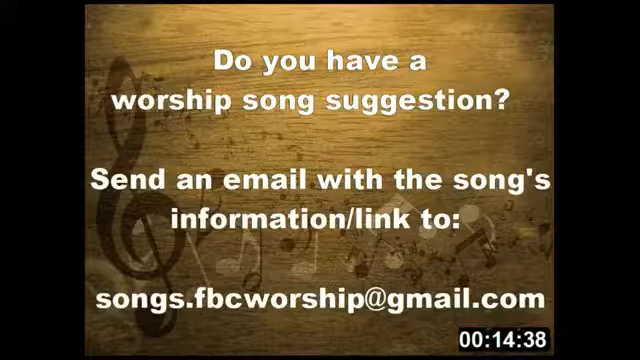 Do you have a
worship song suggestion?
Send an email with the song's
information/link to:
songs.fbcworship@gmail.com
00:14:38